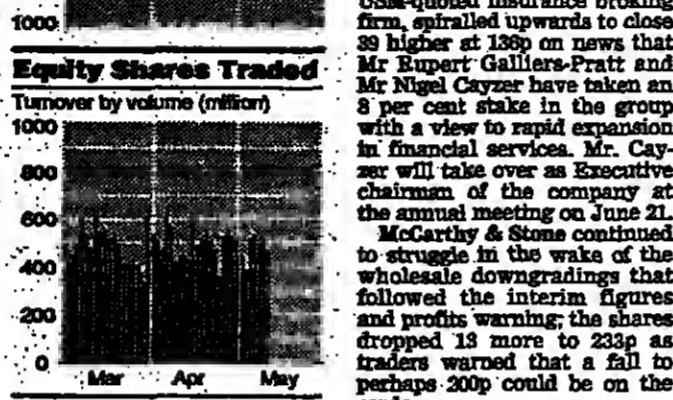 1000
Equity Shares Traded
Turnover by volume (million)
1000
800
600
400
200
0
Mar Apr May
USM-quoted insurance broking
firm, spiralled upwards to close
39 higher at 136p on news that
Mr Rupert Galliers-Pratt and
Mr Nigel Cayzer have taken an
8 per cent stake in the group
with a view to rapid expansion
in financial services. Mr. Cay-
zer will take over as Executive
chairman of the company at
the annual meeting on June 21.
McCarthy & Stone continued
to struggle in the wake of the
wholesale downgradings that
followed the interim figures
and profits warning; the shares
dropped 13 more to 233p as
traders warned that a fall to
perhaps 200p could be on the